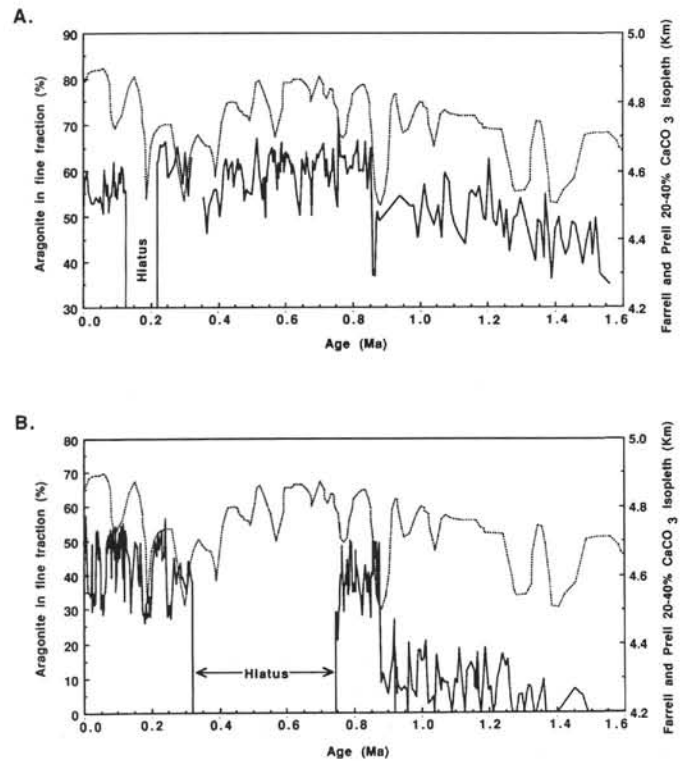 A.
90
80
70
60
50
40
30
Aragonite in fine fraction (%)
Hiatus
0.0 0.2 0.4 0.6 0.8 1.0 1.2 1.4 1.6
Age (Ma)
5.0
4.8
4.6
4.4
4.2
Farrell and Prell 20-40% CaCO3 Isopleth (Km)
B.
80
70
60
50
40
30
20
10
0
Aragonite in fine fraction (%)
Hiatus
0.0 0.2 0.4 0.6 0.8 1.0 1.2 1.4 1.6
Age (Ma)
5.0
4.8
4.6
4.4
4.2
Farrell and Prell 20-40% CaCO3 Isopleth (Km)